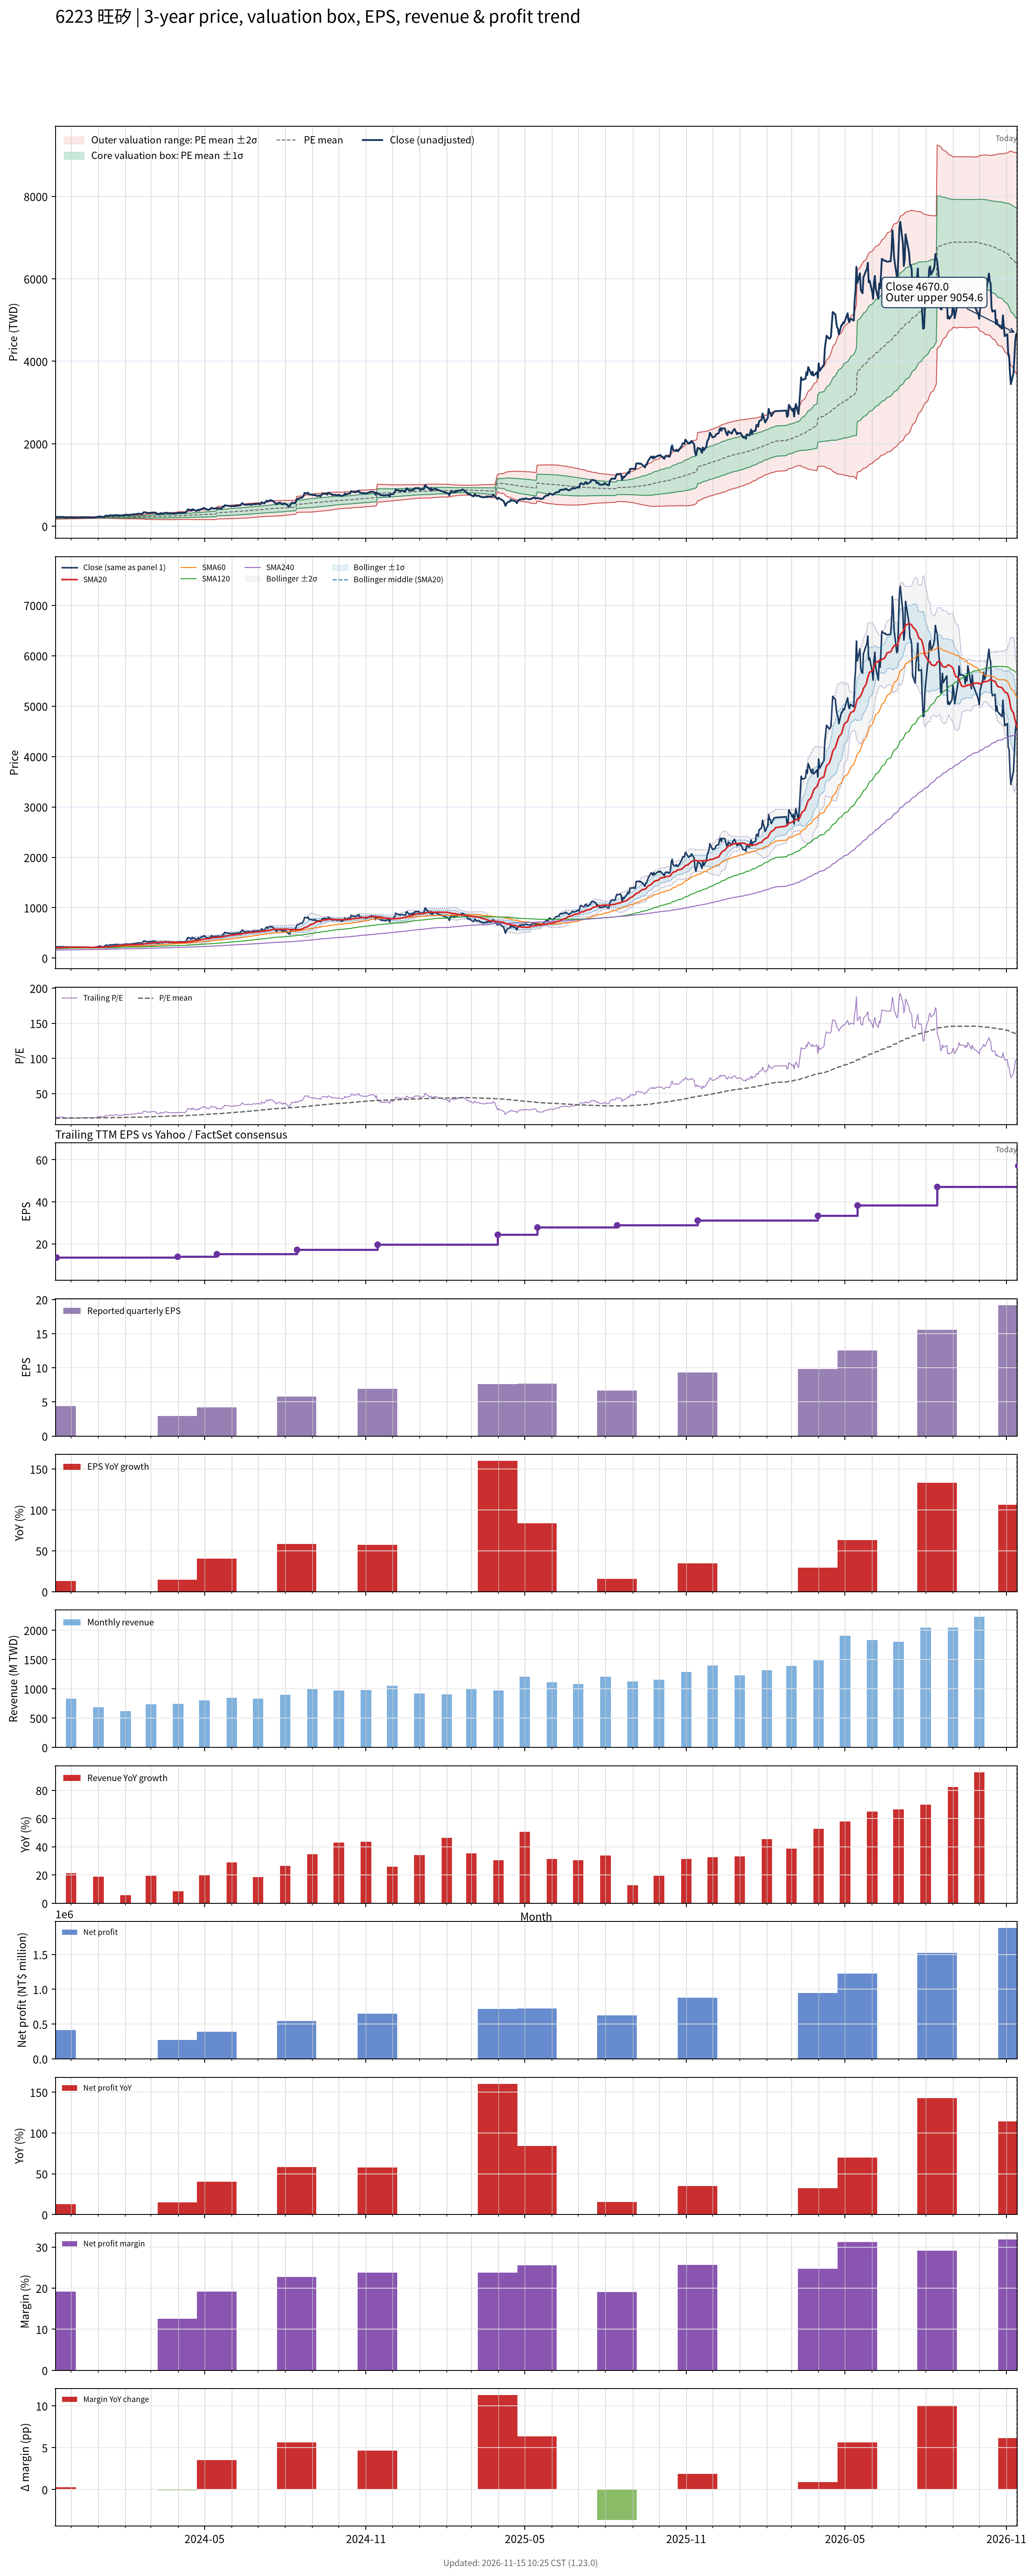 6223 旺矽 | 3-year price, valuation box, EPS, revenue & profit trend
Outer valuation range: PE mean ±2σ
Core valuation box: PE mean ±1σ
PE mean
Close (unadjusted)
Today
8000
6000
4000
2000
0
Price (TWD)
Close 4670.0
Outer upper 9054.6
Close (same as panel 1)
SMA20
SMA60
SMA120
SMA240
Bollinger ±2σ
Bollinger ±1σ
Bollinger middle (SMA20)
7000
6000
5000
4000
3000
2000
1000
0
Price
Trailing P/E
P/E mean
200
150
100
50
P/E
Trailing TTM EPS vs Yahoo / FactSet consensus
Today
60
40
20
EPS
Reported quarterly EPS
20
15
10
5
0
EPS
EPS YoY growth
150
100
50
0
YoY (%)
Monthly revenue
2000
1500
1000
500
0
Revenue (M TWD)
Revenue YoY growth
80
60
40
20
0
YoY (%)
Month
1e6
Net profit
1.5
1.0
0.5
0.0
Net profit (NT$ million)
Net profit YoY
150
100
50
0
YoY (%)
Net profit margin
30
20
10
0
Margin (%)
Margin YoY change
10
5
0
Δ margin (pp)
2024-05
2024-11
2025-05
2025-11
2026-05
2026-11
Updated: 2026-11-15 10:25 CST (1.23.0)